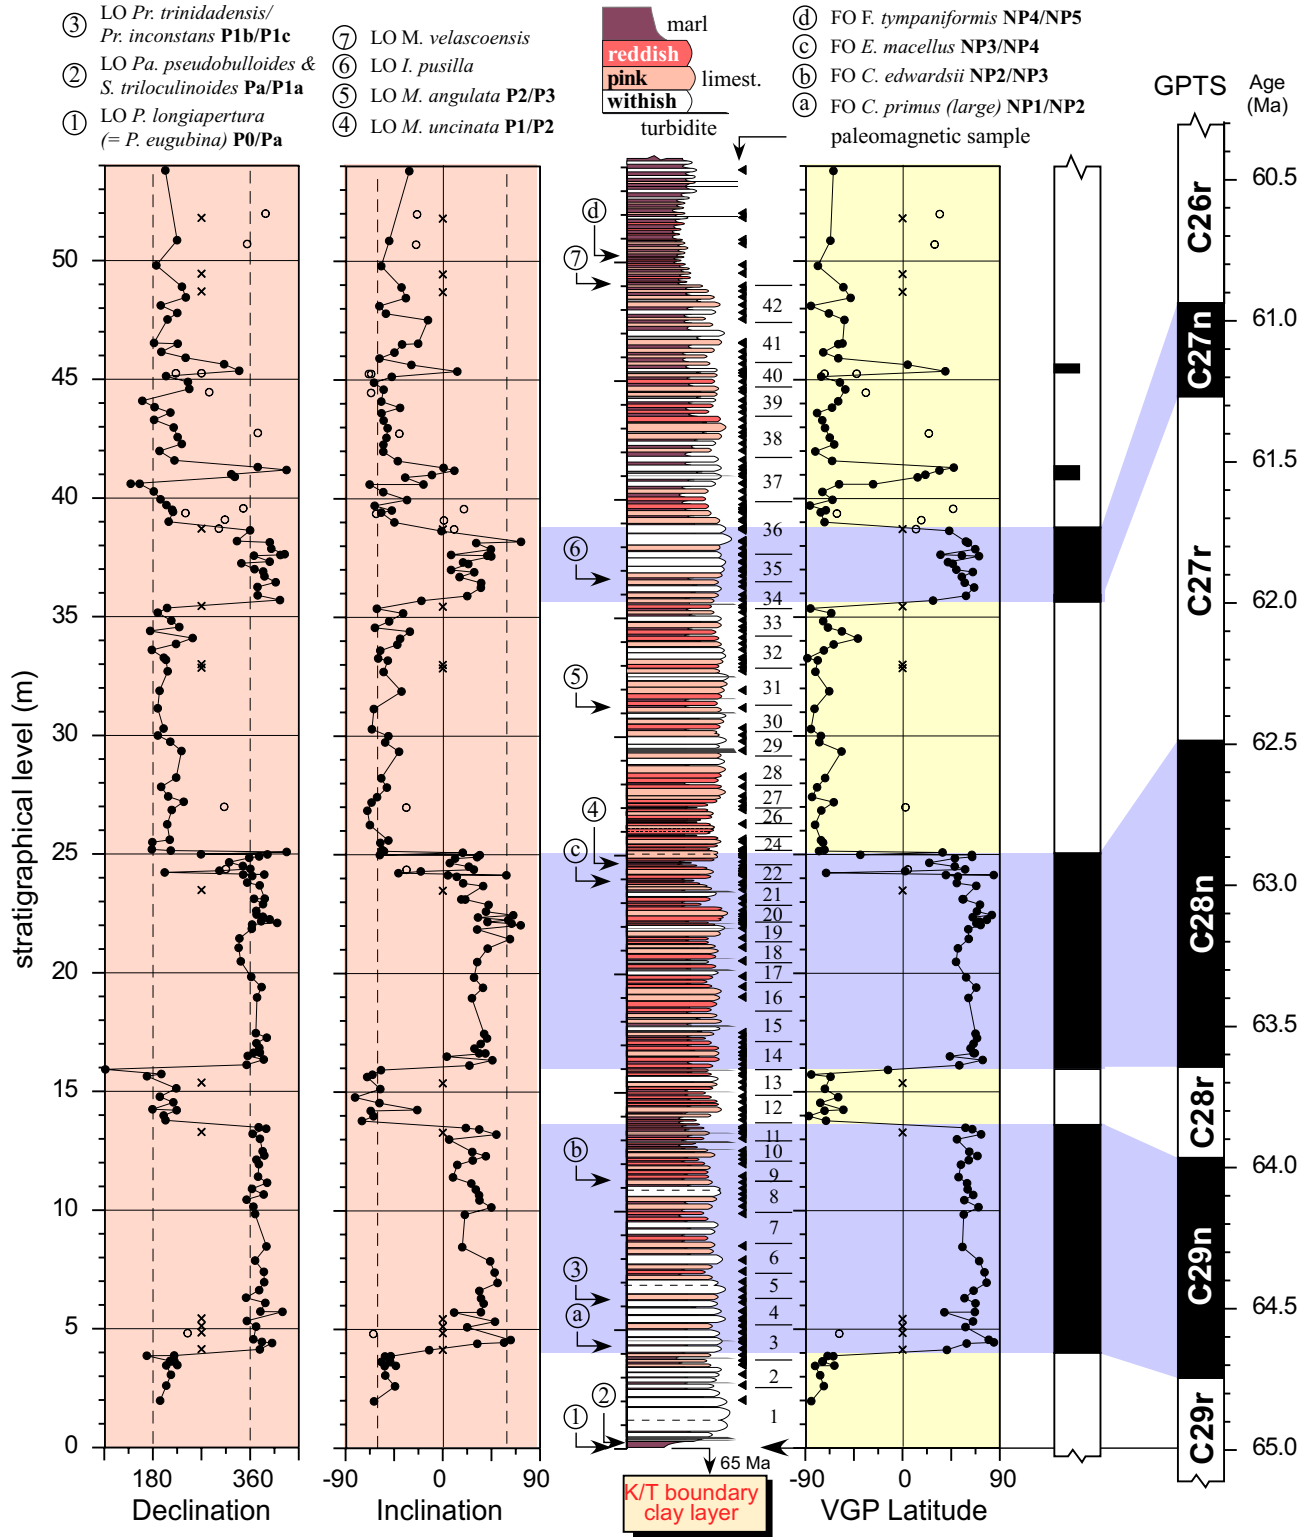 ③ LO Pr. trinidadensis/
Pr. inconstans P1b/P1c
② LO Pa. pseudobulloides &
S. triloculinoides Pa/P1a
① LO P. longiapertura
(= P. eugubina) P0/Pa
⑦ LO M. velascoensis
⑥ LO I. pusilla
⑤ LO M. angulata P2/P3
④ LO M. uncinata P1/P2
marl
reddish
pink
limest.
withish
turbidite
ⓓ FO F. tympaniformis NP4/NP5
ⓒ FO E. macellus NP3/NP4
ⓑ FO C. edwardsii NP2/NP3
ⓐ FO C. primus (large) NP1/NP2
paleomagnetic sample
GPTS
Age
(Ma)
stratigraphical level (m)
50
45
40
35
30
25
20
15
10
5
0
180 360
Declination
-90 0 90
Inclination
ⓓ
⑦
⑥
⑤
④
ⓒ
ⓑ
③
ⓐ
②
①
42
41
40
39
38
37
36
35
34
33
32
31
30
29
28
27
26
24
22
21
20
19
18
17
16
15
14
13
12
11
10
9
8
7
6
5
4
3
2
1
65 Ma
K/T boundary
clay layer
-90 0 90
VGP Latitude
C26r
C27n
C27r
C28n
C28r
C29n
C29r
60.5
61.0
61.5
62.0
62.5
63.0
63.5
64.0
64.5
65.0